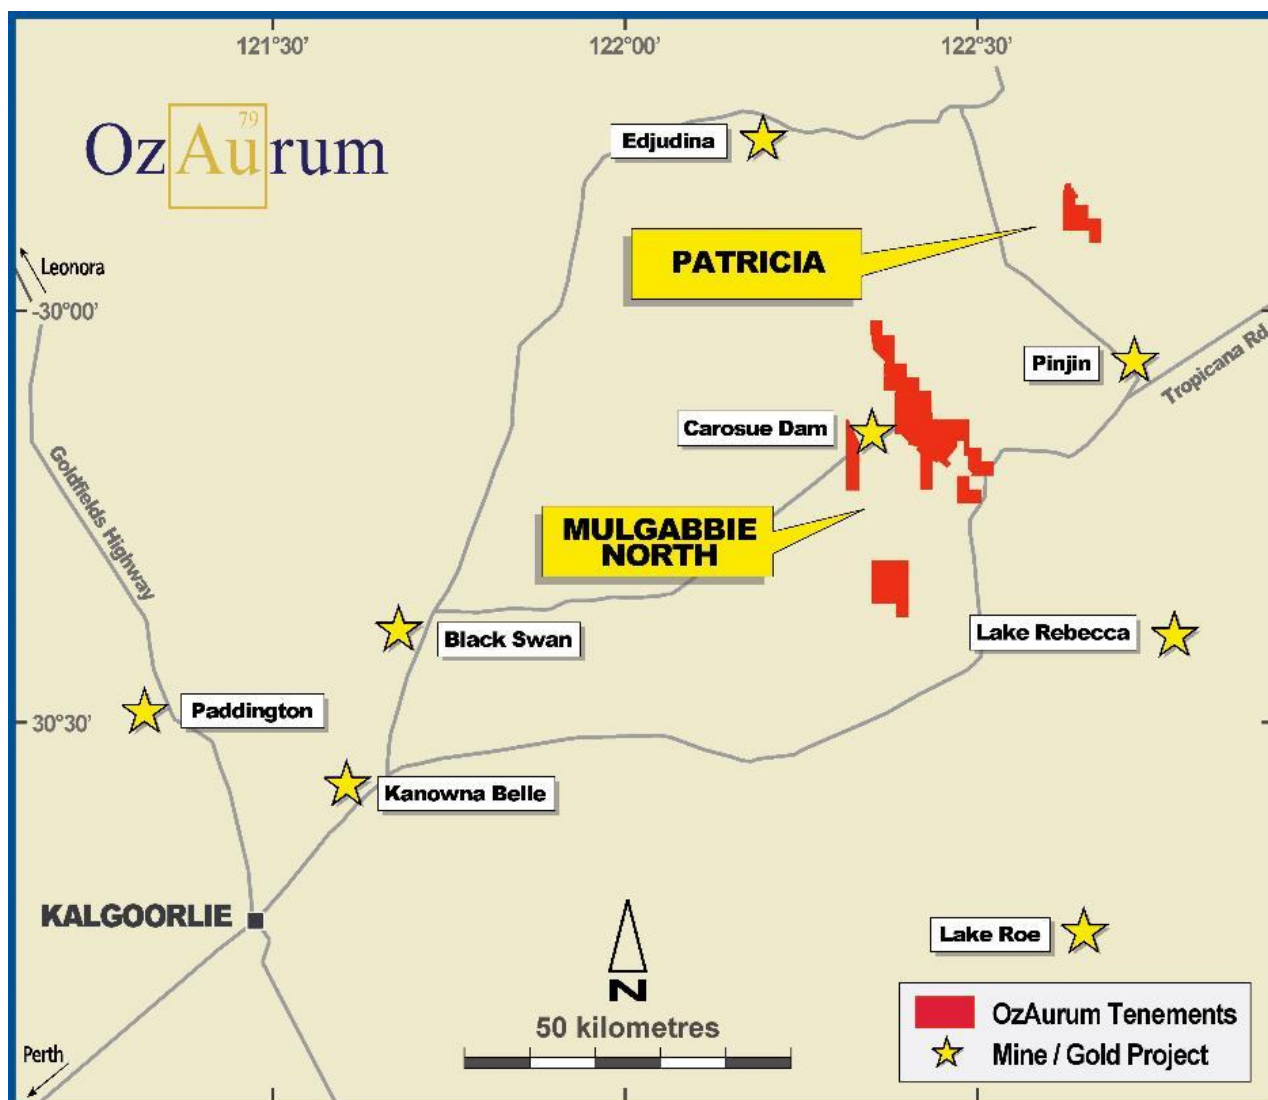 121°30'
122°00'
122°30'
79
OzAurum
Edjudina
PATRICIA
Leonora
-30°00'
Pinjin
Tropicana Rd
Carosue Dam
Goldfields Highway
MULGABBIE
NORTH
Black Swan
Lake Rebecca
Paddington
30°30'
Kanowna Belle
KALGOORLIE
Lake Roe
N
50 kilometres
OzAurum Tenements
Mine / Gold Project
Perth